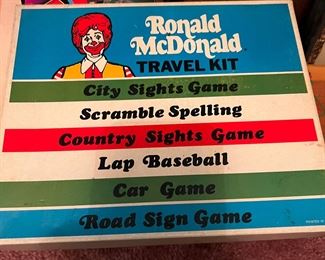 Ronald
McDonald
TRAVEL KIT
City Sights Game
Scramble Spelling
Country Sights Game
Lap Baseball
Car Game
Road Sign Game